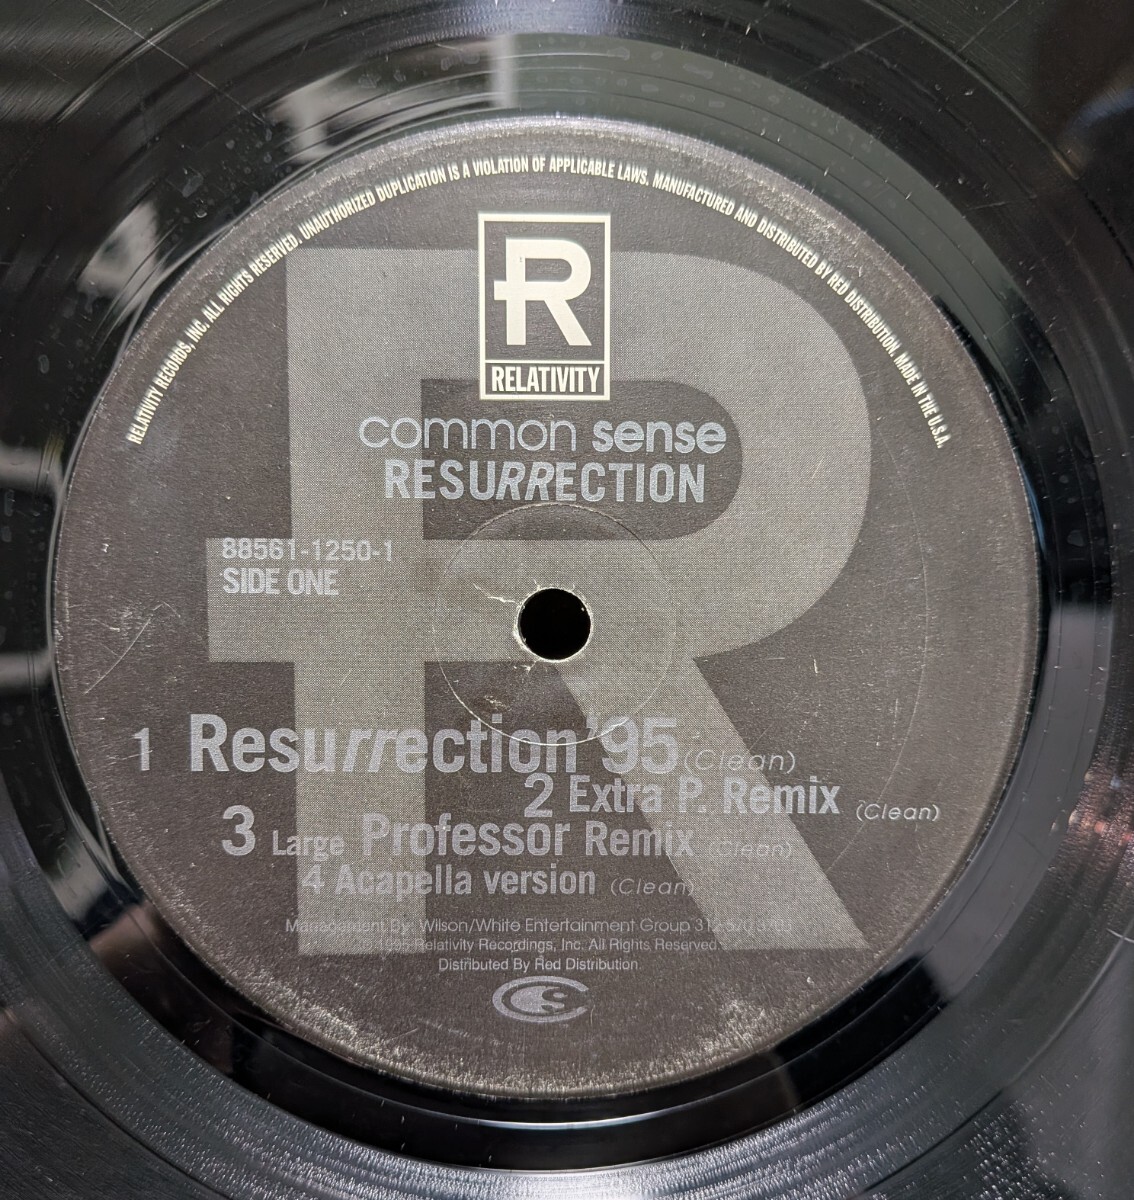 RELATIVITY RECORDS, INC. ALL RIGHTS RESERVED. UNAUTHORIZED DUPLICATION IS A VIOLATION OF APPLICABLE LAWS. MANUFACTURED AND DISTRIBUTED BY RED DISTRIBUTION. MADE IN THE U.S.A.
R
RELATIVITY
common sense
RESURRECTION
88561-1250-1
SIDE ONE
1 Resurrection '95 (Clean)
2 Extra P. Remix (Clean)
3 Large Professor Remix (Clean)
4 Acapella version (Clean)
Management By: Wilson/White Entertainment Group
1995 Relativity Recordings, Inc. All Rights Reserved.
Distributed By Red Distribution